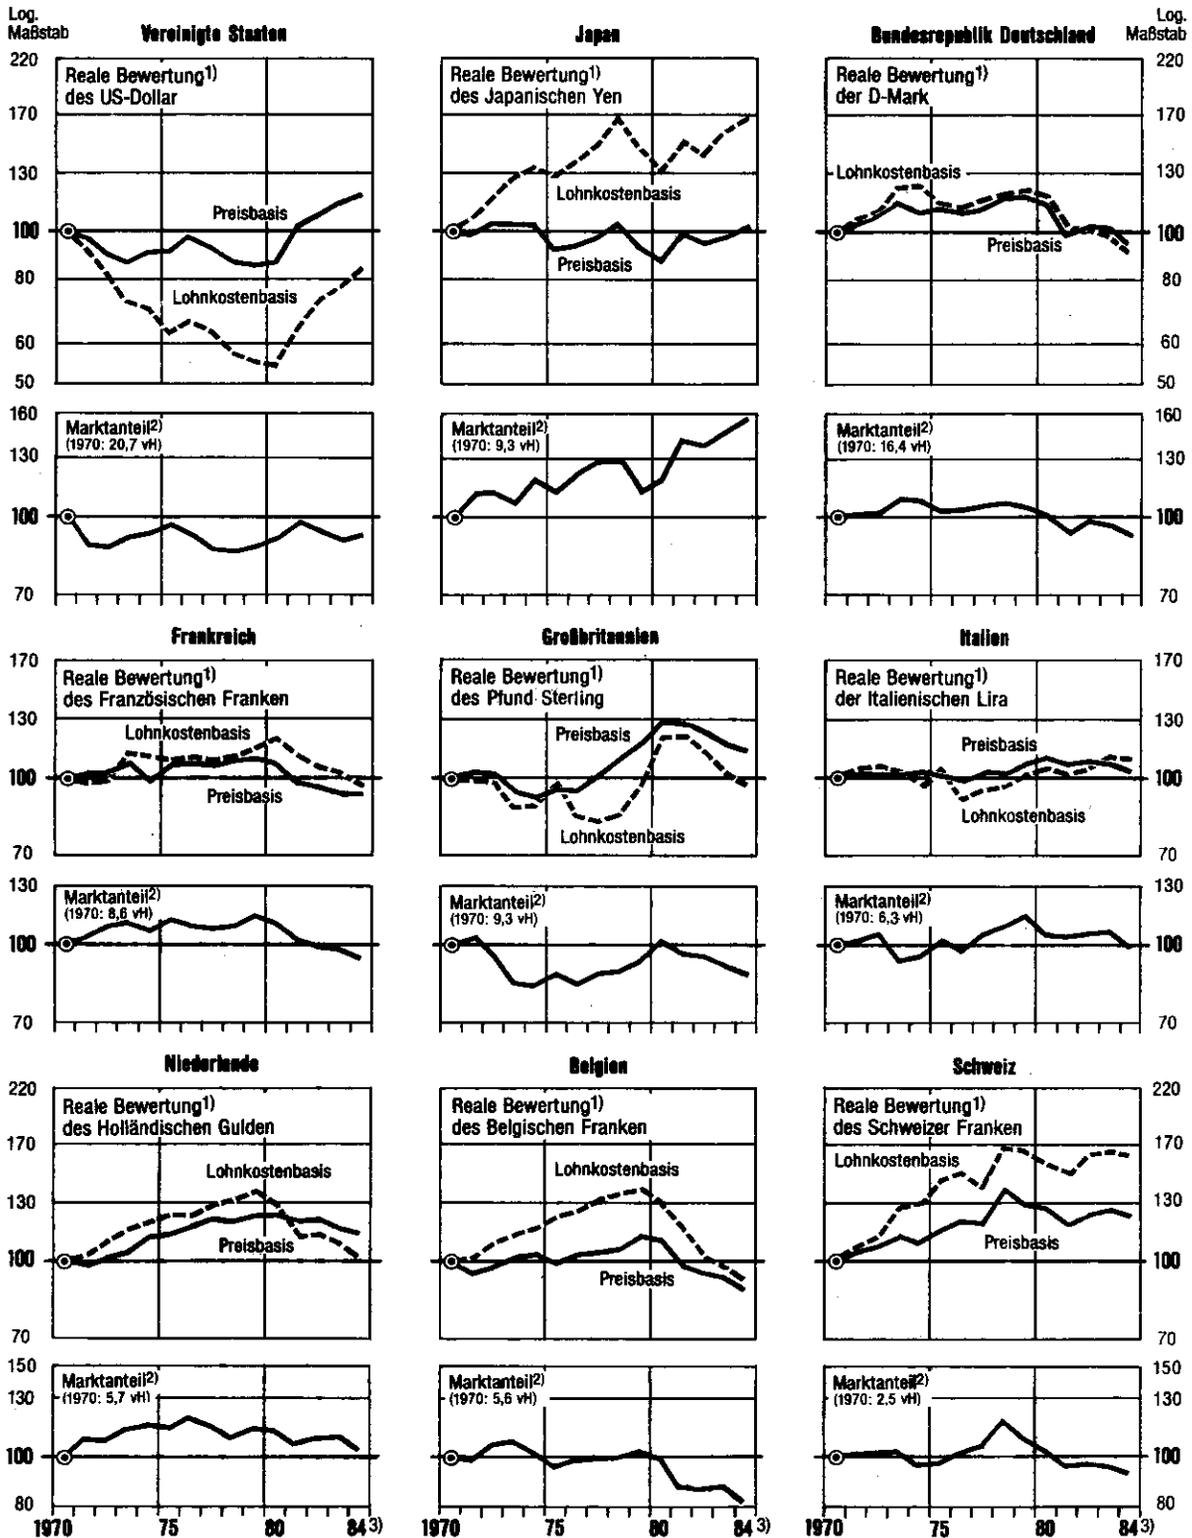 Log.
Maßstab
Vereinigte Staaten
Japan
Bundesrepublik Deutschland
Log.
Maßstab
220
170
130
100
80
60
50
Reale Bewertung1)
des US-Dollar
Preisbasis
Lohnkostenbasis
Reale Bewertung1)
des Japanischen Yen
Lohnkostenbasis
Preisbasis
Reale Bewertung1)
der D-Mark
Lohnkostenbasis
Preisbasis
220
170
130
100
80
60
50
160
130
100
70
Marktanteil2)
(1970: 20,7 vH)
Marktanteil2)
(1970: 9,3 vH)
Marktanteil2)
(1970: 16,4 vH)
160
130
100
70
Frankreich
Großbritannien
Italien
170
130
100
70
Reale Bewertung1)
des Französischen Franken
Lohnkostenbasis
Preisbasis
Reale Bewertung1)
des Pfund Sterling
Preisbasis
Lohnkostenbasis
Reale Bewertung1)
der Italienischen Lira
Preisbasis
Lohnkostenbasis
170
130
100
70
130
100
70
Marktanteil2)
(1970: 8,6 vH)
Marktanteil2)
(1970: 9,3 vH)
Marktanteil2)
(1970: 6,3 vH)
130
100
70
Niederlande
Belgien
Schweiz
220
170
130
100
70
Reale Bewertung1)
des Holländischen Gulden
Lohnkostenbasis
Preisbasis
Reale Bewertung1)
des Belgischen Franken
Lohnkostenbasis
Preisbasis
Reale Bewertung1)
des Schweizer Franken
Lohnkostenbasis
Preisbasis
220
170
130
100
70
150
130
100
80
Marktanteil2)
(1970: 5,7 vH)
Marktanteil2)
(1970: 5,6 vH)
Marktanteil2)
(1970: 2,5 vH)
150
130
100
80
1970 75 80 84 3)
1970 75 80 84 3)
1970 75 80 84 3)